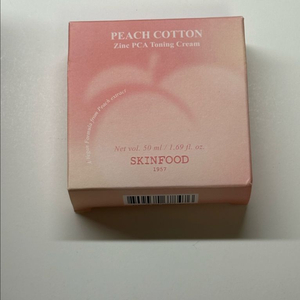 PEACH COTTON
Zinc PCA Toning Cream
Net vol. 50 ml / 1.69 fl. oz
SKINFOOD
1957